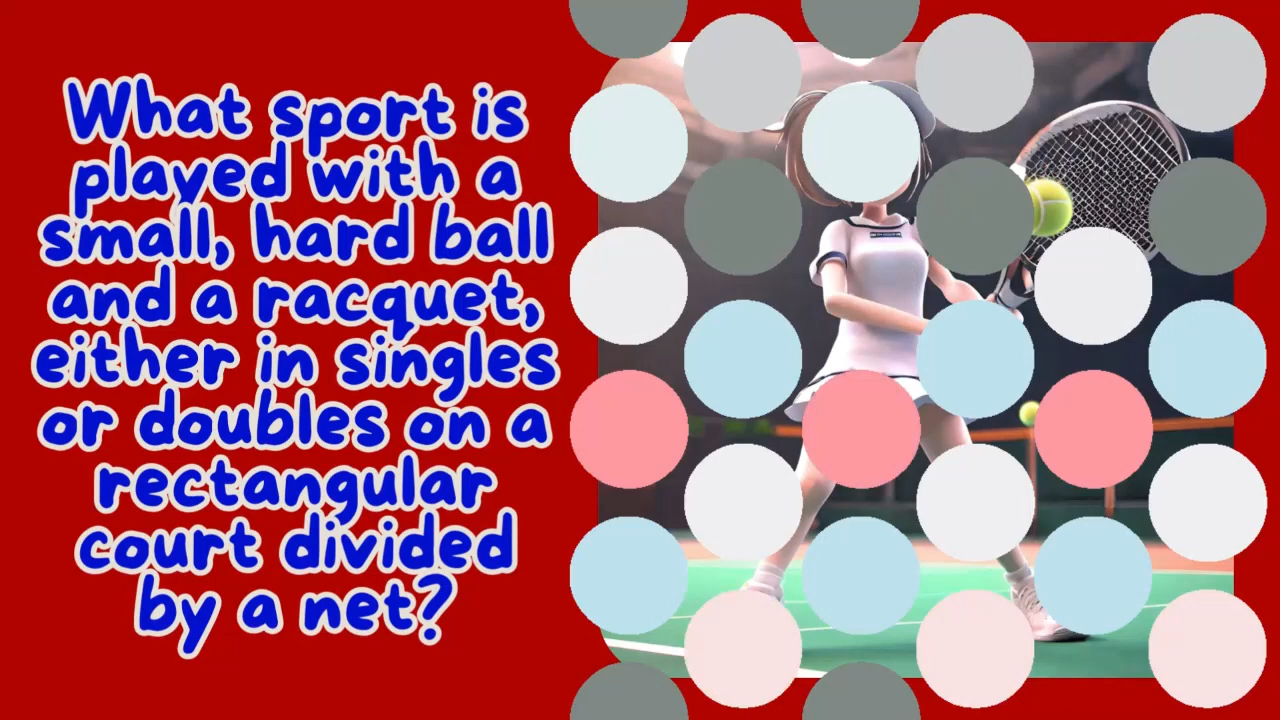 What sport is
played with a
small, hard ball
and a racquet,
either in singles
or doubles on a
rectangular
court divided
by a net?